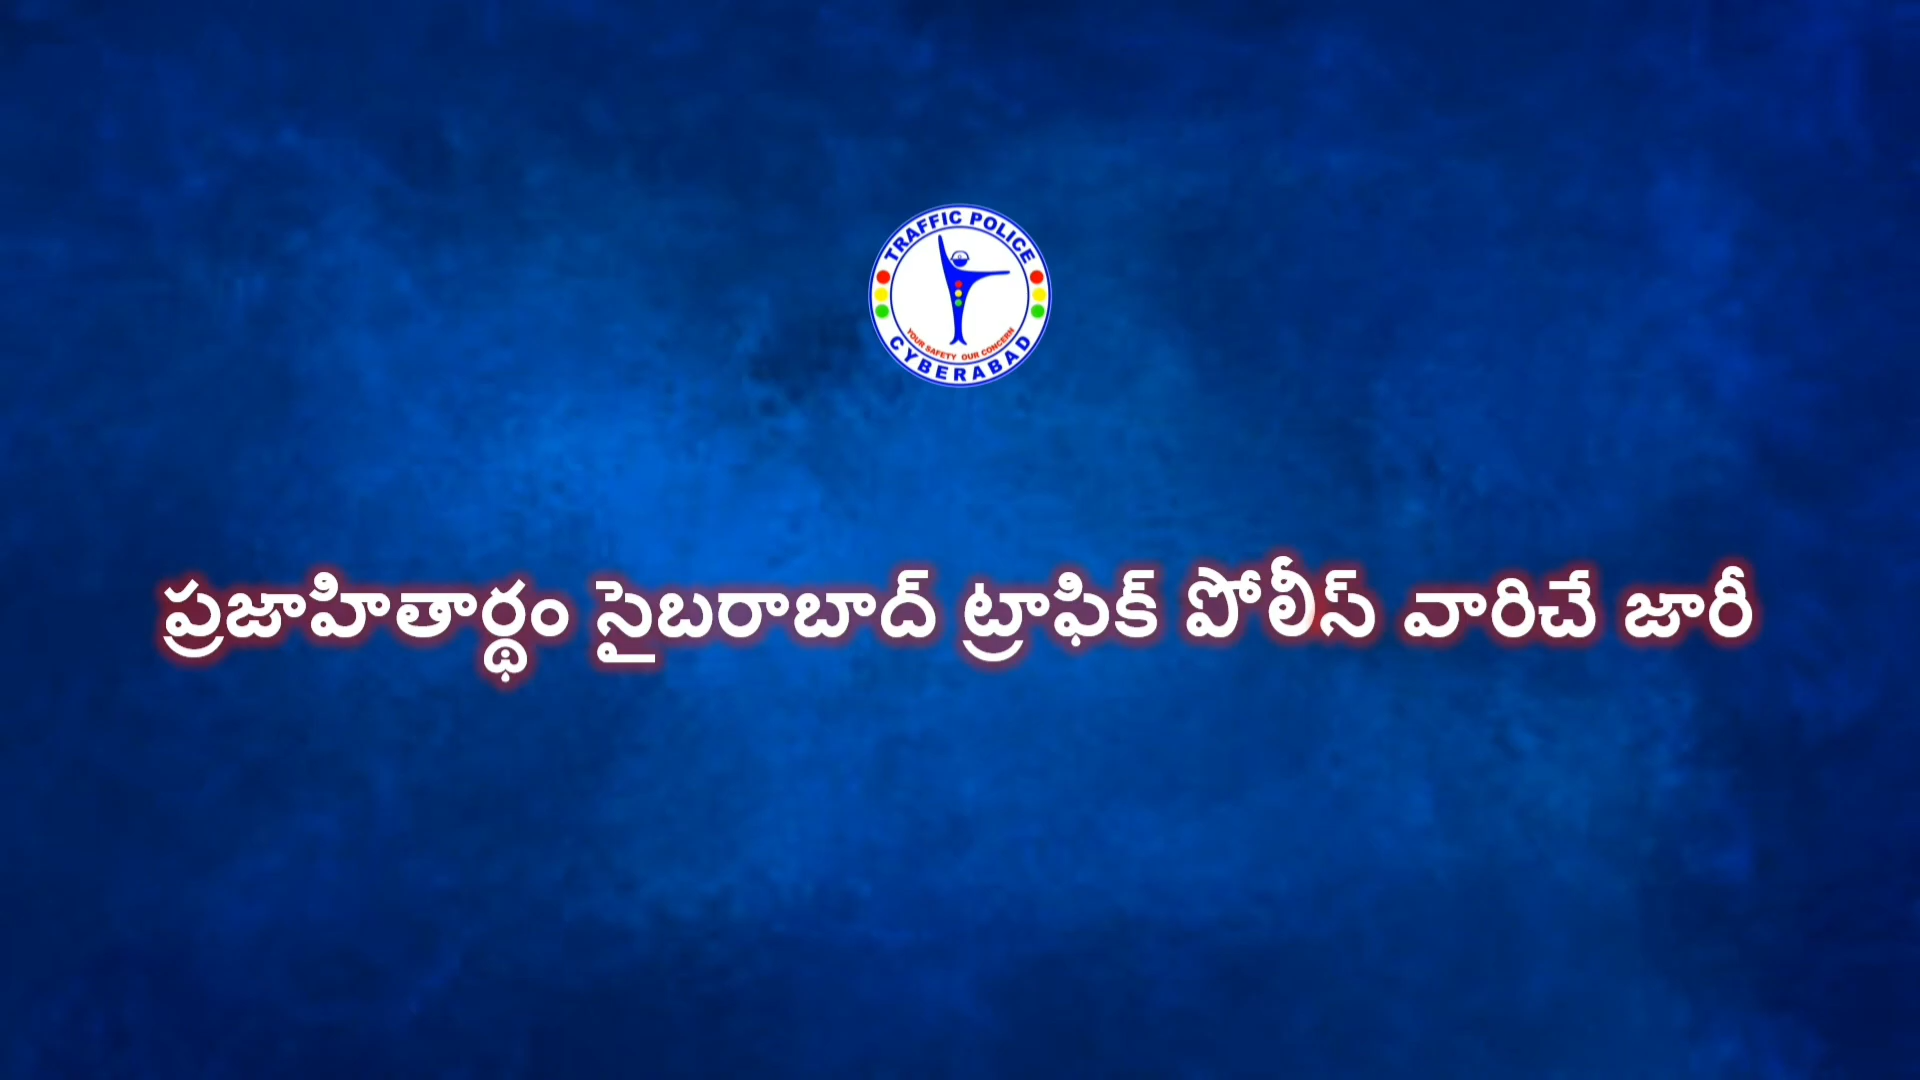 TRAFFIC POLICE
YOUR SAFETY OUR CONCERN
CYBERABAD
ప్రజాహితార్థం సైబరాబాద్ ట్రాఫిక్ పోలీస్ వారిచే జారీ